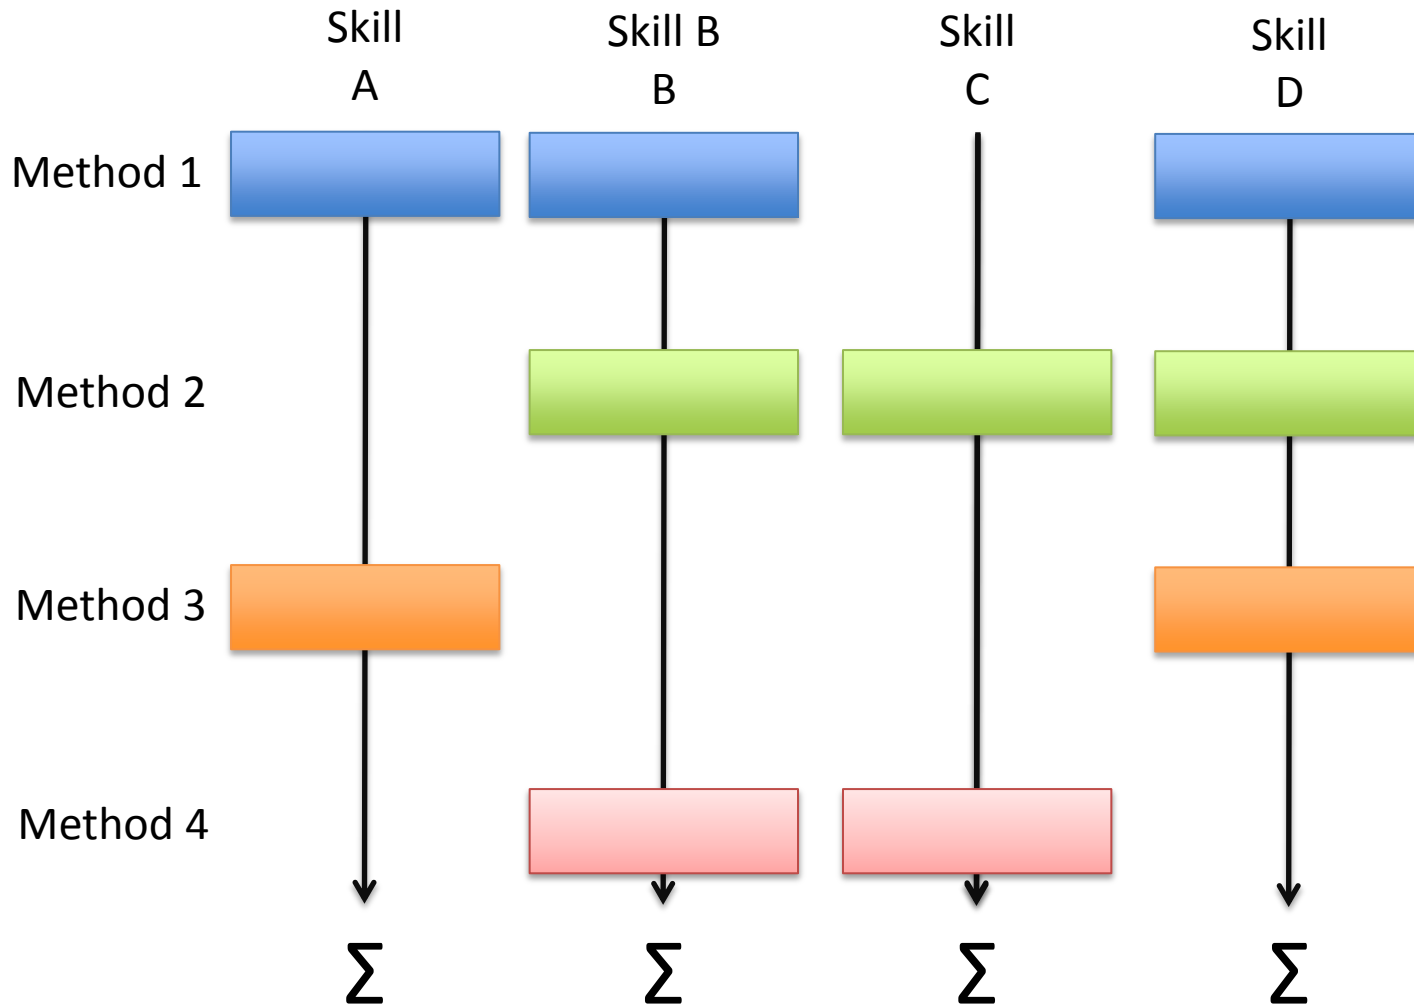 Skill
A
Skill B
B
Skill
C
Skill
D
Method 1
Method 2
Method 3
Method 4
Σ
Σ
Σ
Σ